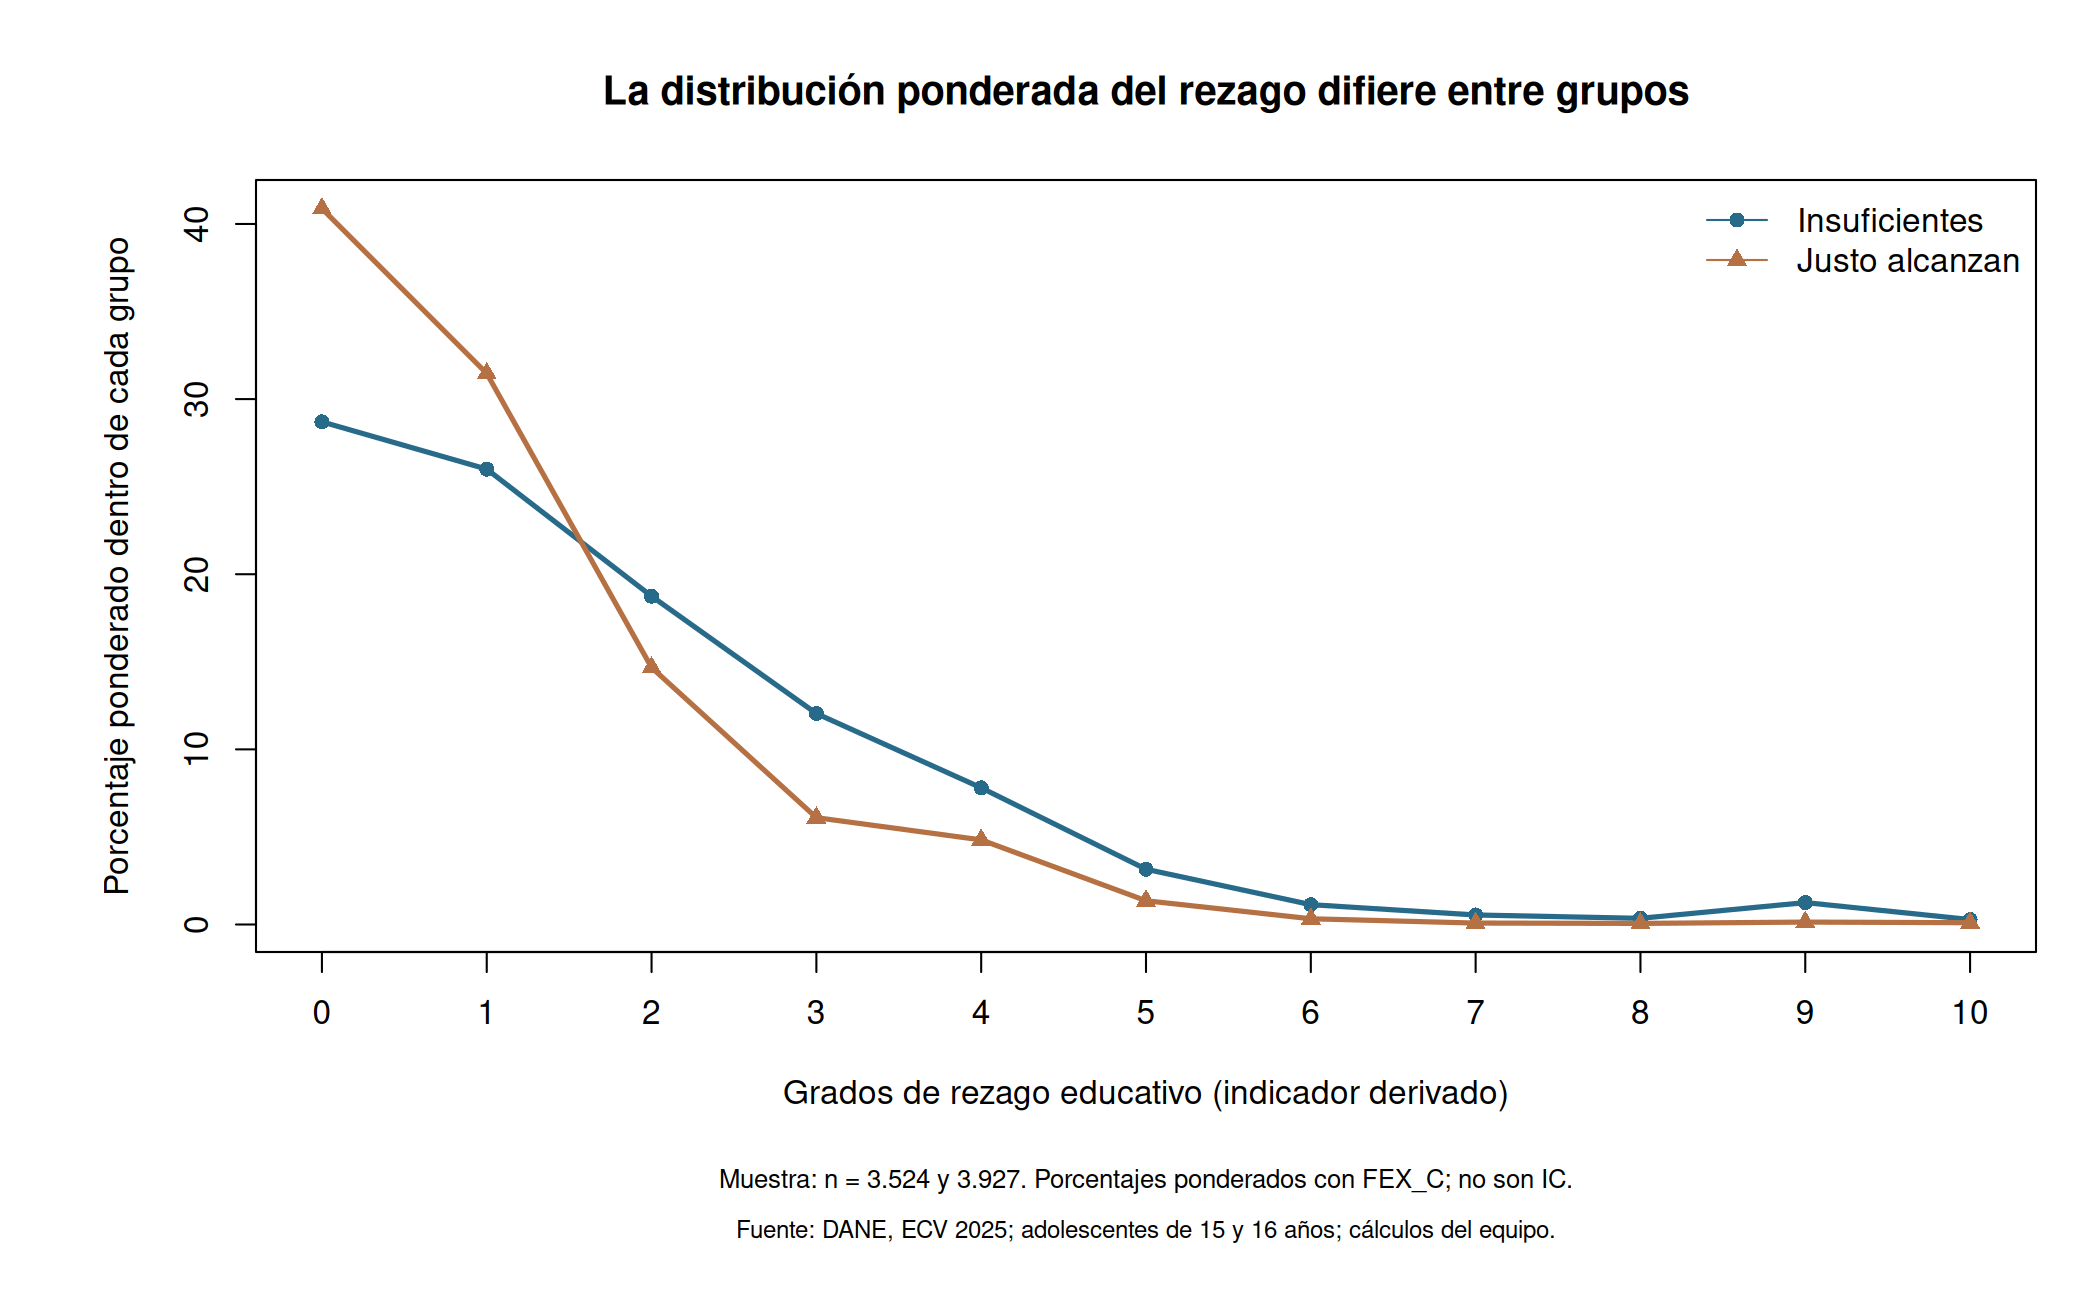 La distribución ponderada del rezago difiere entre grupos
Insuficientes
Justo alcanzan
Porcentaje ponderado dentro de cada grupo
40
30
20
10
0
0 1 2 3 4 5 6 7 8 9 10
Grados de rezago educativo (indicador derivado)
Muestra: n = 3.524 y 3.927. Porcentajes ponderados con FEX_C; no son IC.
Fuente: DANE, ECV 2025; adolescentes de 15 y 16 años; cálculos del equipo.